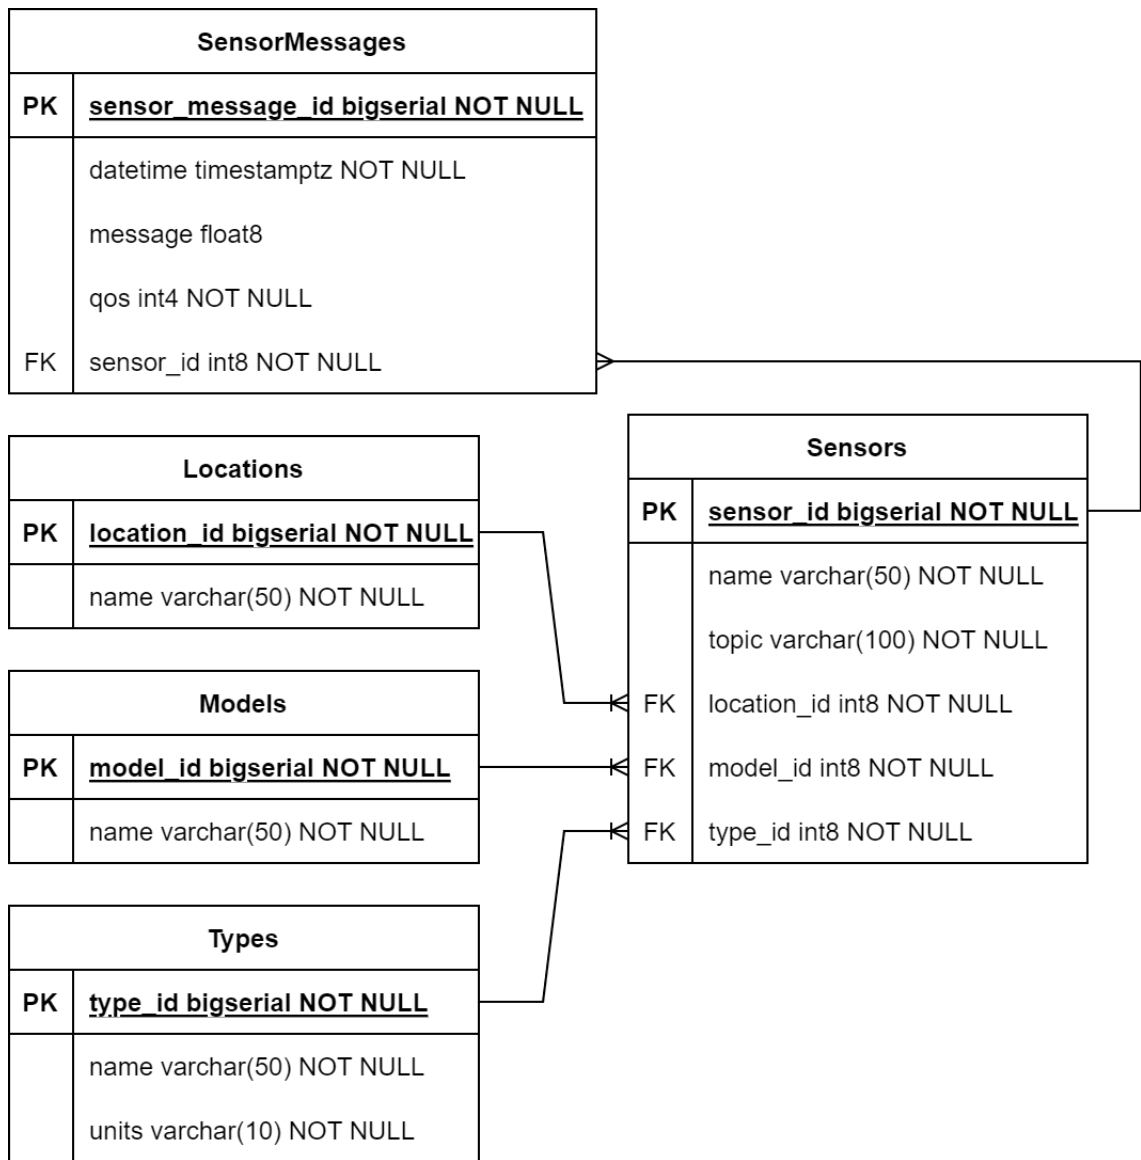 SensorMessages
PK sensor_message_id bigserial NOT NULL
datetime timestamptz NOT NULL
message float8
qos int4 NOT NULL
FK sensor_id int8 NOT NULL
Locations
PK location_id bigserial NOT NULL
name varchar(50) NOT NULL
Models
PK model_id bigserial NOT NULL
name varchar(50) NOT NULL
Types
PK type_id bigserial NOT NULL
name varchar(50) NOT NULL
units varchar(10) NOT NULL
Sensors
PK sensor_id bigserial NOT NULL
name varchar(50) NOT NULL
topic varchar(100) NOT NULL
FK location_id int8 NOT NULL
FK model_id int8 NOT NULL
FK type_id int8 NOT NULL